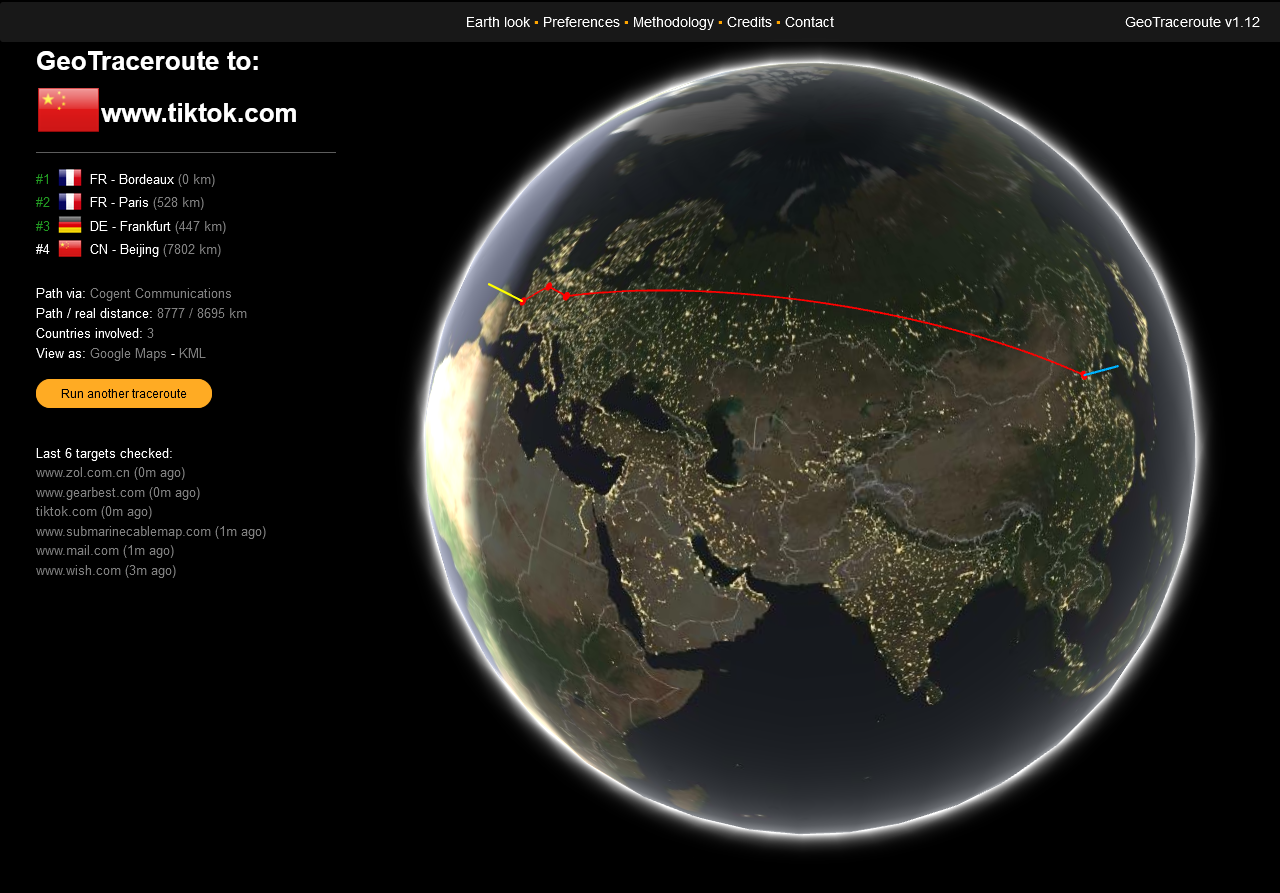 Earth look ▪ Preferences ▪ Methodology ▪ Credits ▪ Contact
GeoTraceroute v1.12
GeoTraceroute to:
www.tiktok.com
#1 FR - Bordeaux (0 km)
#2 FR - Paris (528 km)
#3 DE - Frankfurt (447 km)
#4 CN - Beijing (7802 km)
Path via: Cogent Communications
Path / real distance: 8777 / 8695 km
Countries involved: 3
View as: Google Maps - KML
Run another traceroute
Last 6 targets checked:
www.zol.com.cn (0m ago)
www.gearbest.com (0m ago)
tiktok.com (0m ago)
www.submarinecablemap.com (1m ago)
www.mail.com (1m ago)
www.wish.com (3m ago)